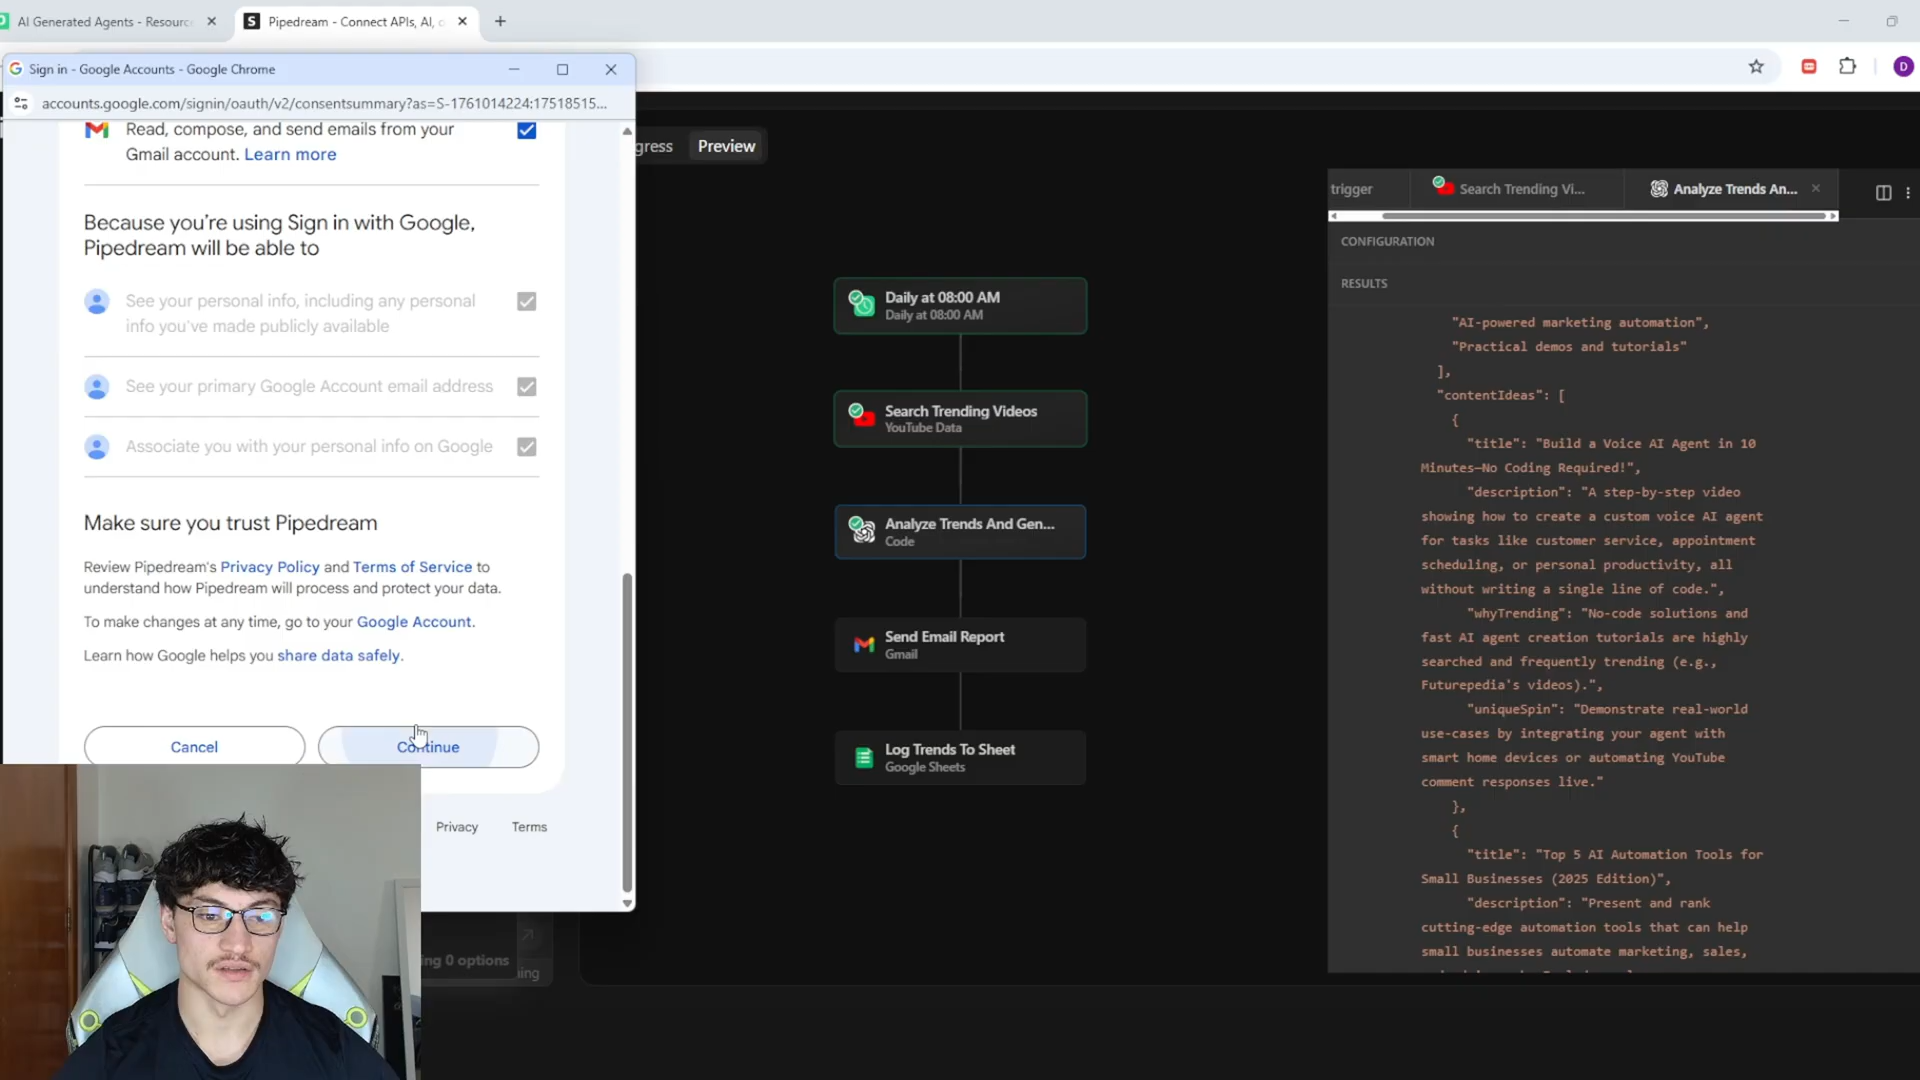 AI Generated Agents - Resourc
Pipedream - Connect APIs, AI, 
Sign in - Google Accounts - Google Chrome
accounts.google.com/signin/oauth/v2/consentsummary?as=S-1761014224:17518515...
D
Read, compose, and send emails from your
Gmail account. Learn more
Because you're using Sign in with Google,
Pipedream will be able to
See your personal info, including any personal
info you've made publicly available
See your primary Google Account email address
Associate you with your personal info on Google
Make sure you trust Pipedream
Review Pipedream's Privacy Policy and Terms of Service to
understand how Pipedream will process and protect your data.
To make changes at any time, go to your Google Account.
Learn how Google helps you share data safely.
Cancel
Continue
Privacy
Terms
ng 0 options
ing
gress
Preview
Daily at 08:00 AM
Daily at 08:00 AM
Search Trending Videos
YouTube Data
Analyze Trends And Gen...
Code
Send Email Report
Gmail
Log Trends To Sheet
Google Sheets
trigger
Search Trending Vi...
Analyze Trends An...
CONFIGURATION
RESULTS
"AI-powered marketing automation",
"Practical demos and tutorials"
],
"contentIdeas": [
{
"title": "Build a Voice AI Agent in 10
Minutes—No Coding Required!",
"description": "A step-by-step video
showing how to create a custom voice AI agent
for tasks like customer service, appointment
scheduling, or personal productivity, all
without writing a single line of code.",
"whyTrending": "No-code solutions and
fast AI agent creation tutorials are highly
searched and frequently trending (e.g.,
Futurepedia's videos).",
"uniqueSpin": "Demonstrate real-world
use-cases by integrating your agent with
smart home devices or automating YouTube
comment responses live."
},
{
"title": "Top 5 AI Automation Tools for
Small Businesses (2025 Edition)",
"description": "Present and rank
cutting-edge automation tools that can help
small businesses automate marketing, sales,